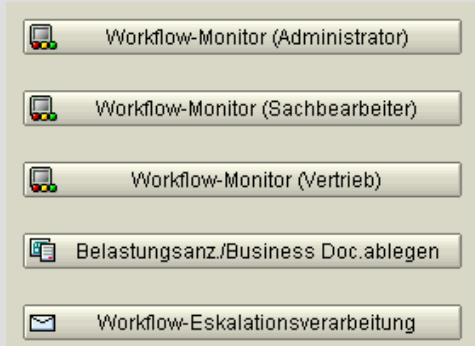 Workflow-Monitor (Administrator)
Workflow-Monitor (Sachbearbeiter)
Workflow-Monitor (Vertrieb)
Belastungsanz./Business Doc.ablegen
Workflow-Eskalationsverarbeitung